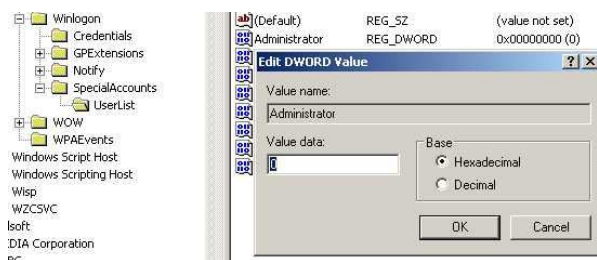 Winlogon
Credentials
GPExtensions
Notify
SpecialAccounts
UserList
WOW
WPAEvents
Windows Script Host
Windows Scripting Host
Wisp
WZCSVC
lsoft
DIA Corporation
(Default) REG_SZ (value not set)
Administrator REG_DWORD 0x00000000 (0)
Edit DWORD Value
Value name:
Administrator
Value data:
0
Base
Hexadecimal
Decimal
OK Cancel